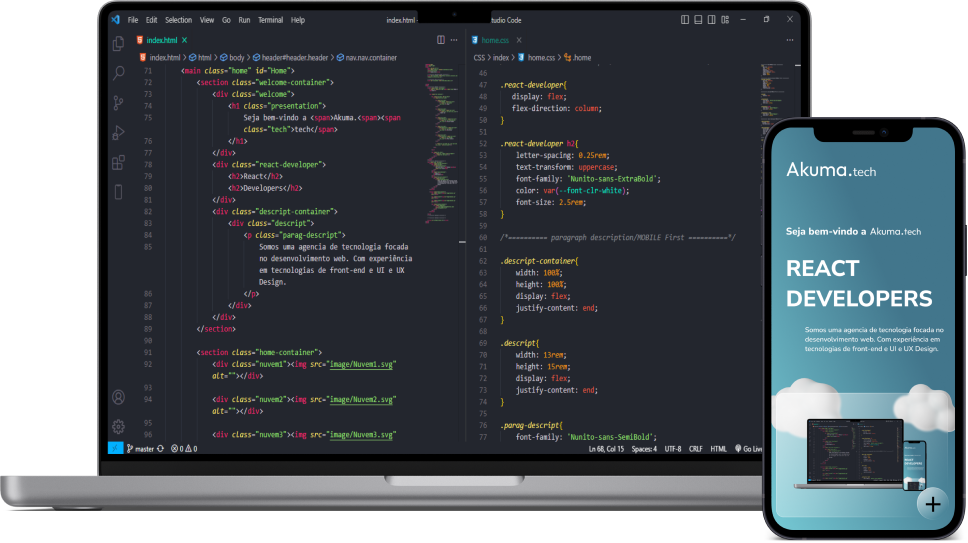 File Edit Selection View Go Run Terminal Help
index.html -
tudio Code
index.html
home.css
index.html > html > body > header#header.header > nav.nav.container
CSS > index > home.css > .home
71 <main class="home" id="Home">
72 <section class="welcome-container">
73 <div class="welcome">
74 <h1 class="presentation">
75 Seja bem-vindo a <span>Akuma.<span><span
class="tech">tech</span>
76 </h1>
77 </div>
78 <div class="react-developer">
79 <h2>React</h2>
80 <h2>Developers</h2>
81 </div>
82 <div class="descript-container">
83 <div class="descript">
84 <p class="parag-descript">
85 Somos uma agencia de tecnologia focada
no desenvolvimento web. Com experiência
em tecnologias de front-end e UI e UX
Design.
86 </p>
87 </div>
88 </div>
89 </section>
90
91 <section class="home-container">
92 <div class="nuvem1"><img src="image/Nuvem1.svg"
alt=""></div>
93
94 <div class="nuvem2"><img src="image/Nuvem2.svg"
alt=""></div>
95
96 <div class="nuvem3"><img src="image/Nuvem3.svg"
46
47 .react-developer{
48 display: flex;
49 flex-direction: column;
50 }
51
52 .react-developer h2{
53 letter-spacing: 0.25rem;
54 text-transform: uppercase;
55 font-family: 'Nunito-sans-ExtraBold';
56 color: var(--font-clr-white);
57 font-size: 2.5rem;
58 }
59
60 /*========== paragraph description/MOBILE First ==========*/
61
62 .descript-container{
63 width: 100%;
64 height: 100%;
65 display: flex;
66 justify-content: end;
67 }
68
69 .descript{
70 width: 13rem;
71 height: 15rem;
72 display: flex;
73 justify-content: end;
74 }
75
76 .parag-descript{
77 font-family: 'Nunito-sans-SemiBold';
master 0 0
Ln 68, Col 15 Spaces: 4 UTF-8 CRLF HTML Go Liv
Akuma.tech
Seja bem-vindo a Akuma.tech
REACT
DEVELOPERS
Somos uma agencia de tecnologia focada no
desenvolvimento web. Com experiência em
tecnologias de front-end e UI e UX Design.
REACT
DEVELOPERS
+